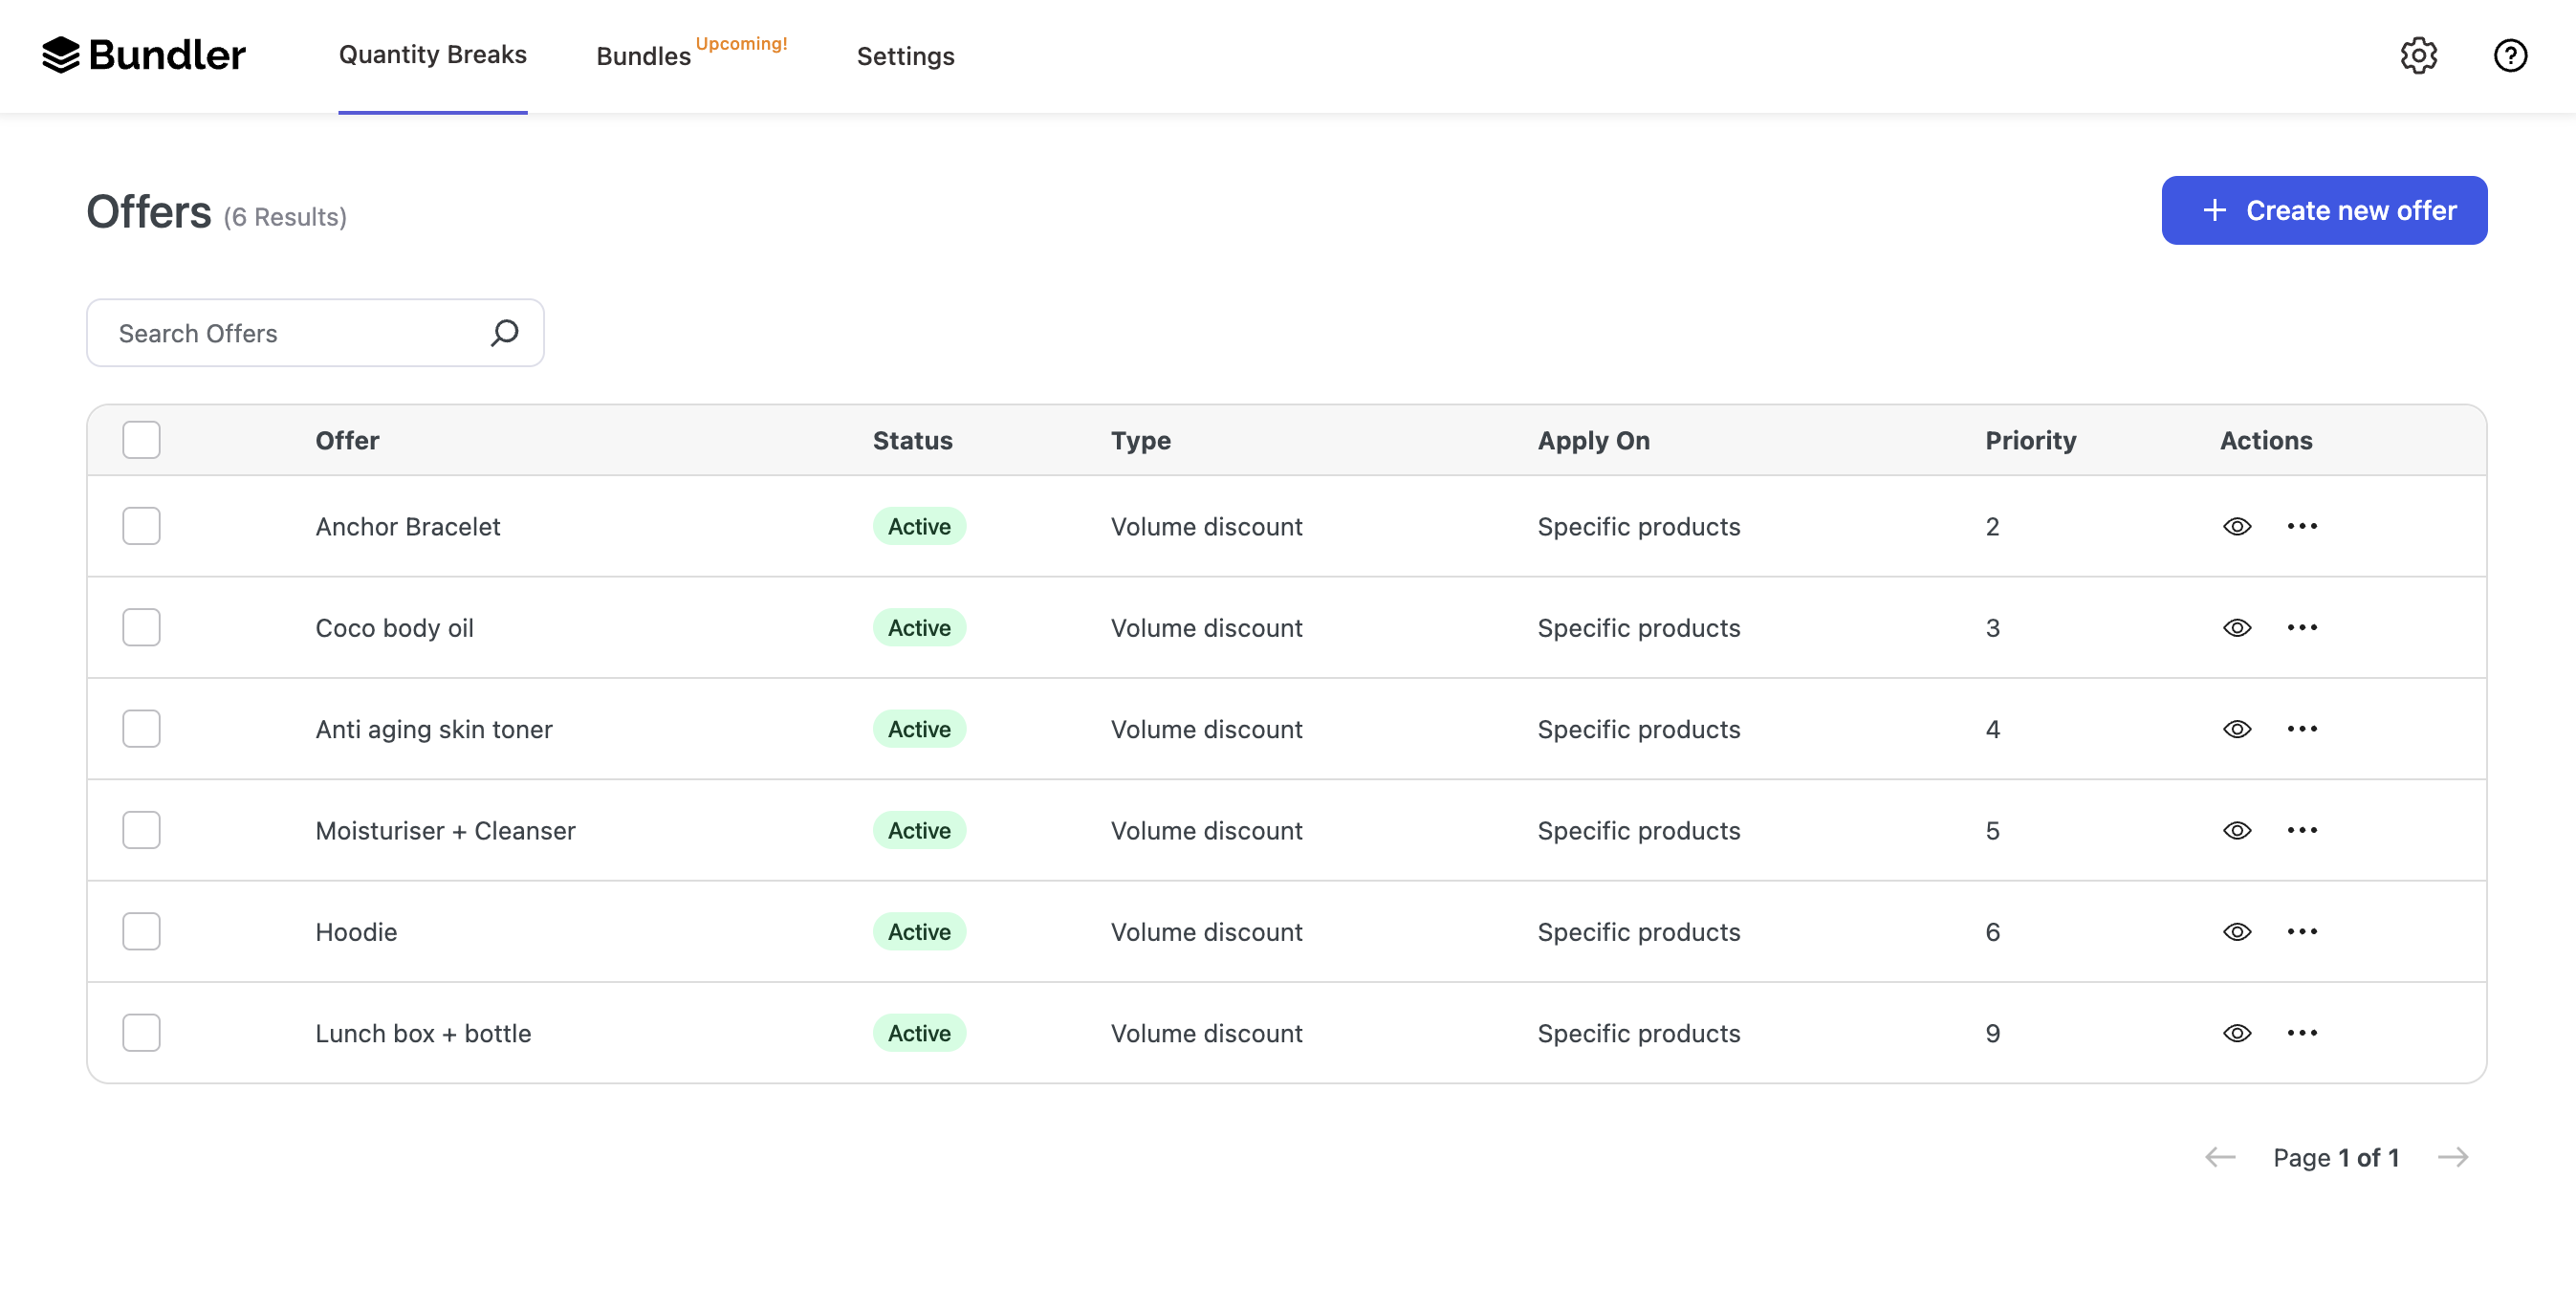 Bundler Quantity Breaks Bundles Upcoming! Settings
Offers (6 Results) + Create new offer
Search Offers
Offer Status Type Apply On Priority Actions
Anchor Bracelet Active Volume discount Specific products 2
Coco body oil Active Volume discount Specific products 3
Anti aging skin toner Active Volume discount Specific products 4
Moisturiser + Cleanser Active Volume discount Specific products 5
Hoodie Active Volume discount Specific products 6
Lunch box + bottle Active Volume discount Specific products 9
Page 1 of 1